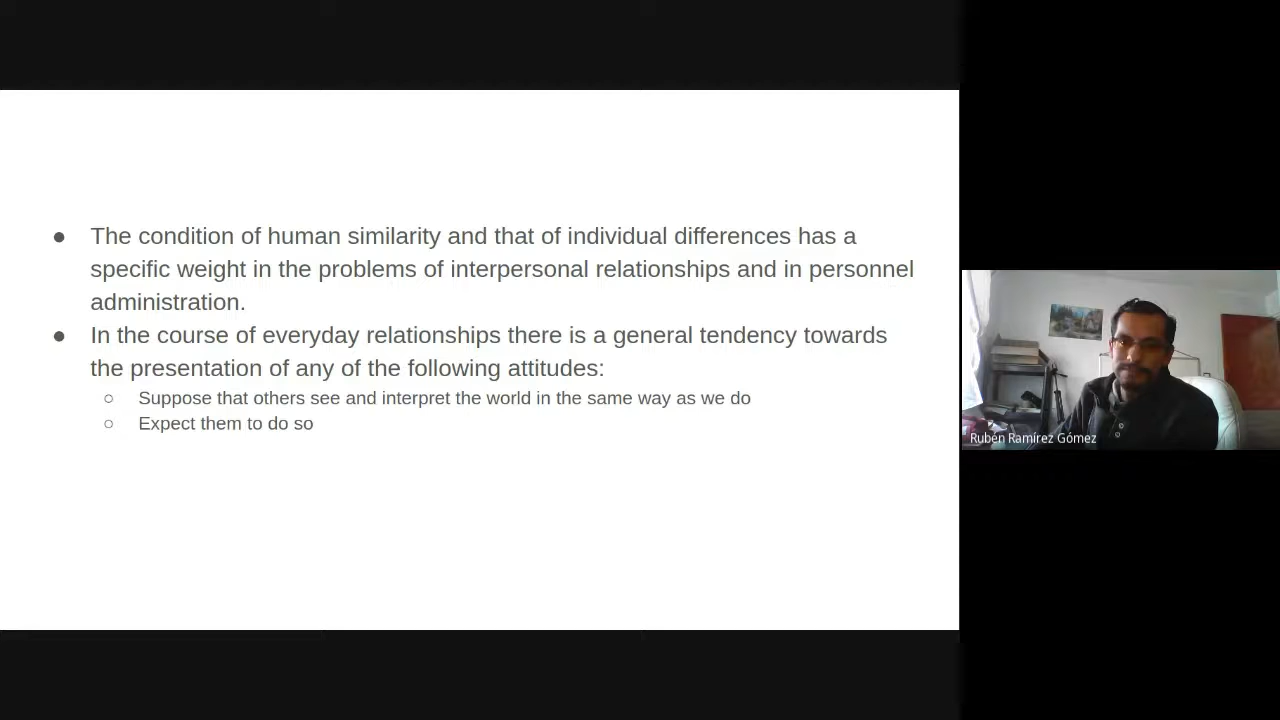 ● The condition of human similarity and that of individual differences has a
specific weight in the problems of interpersonal relationships and in personnel
administration.
● In the course of everyday relationships there is a general tendency towards
the presentation of any of the following attitudes:
○ Suppose that others see and interpret the world in the same way as we do
○ Expect them to do so
Rubén Ramírez Gómez